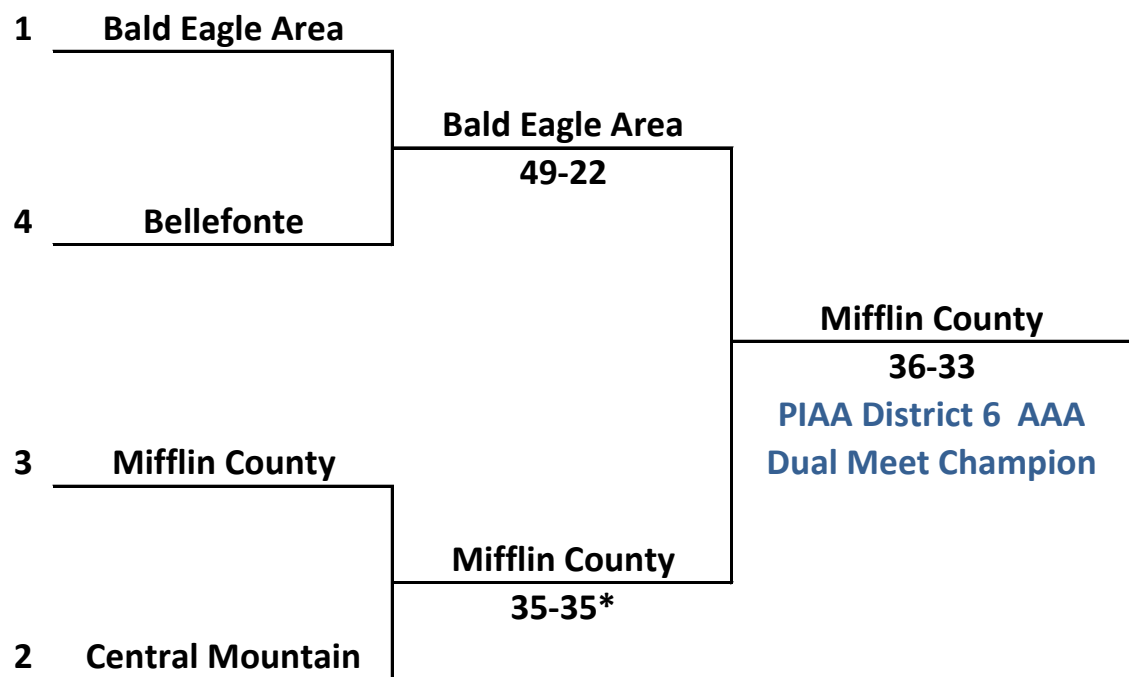 1 Bald Eagle Area
Bald Eagle Area
49-22
4 Bellefonte
Mifflin County
36-33
PIAA District 6 AAA
Dual Meet Champion
3 Mifflin County
Mifflin County
35-35*
2 Central Mountain